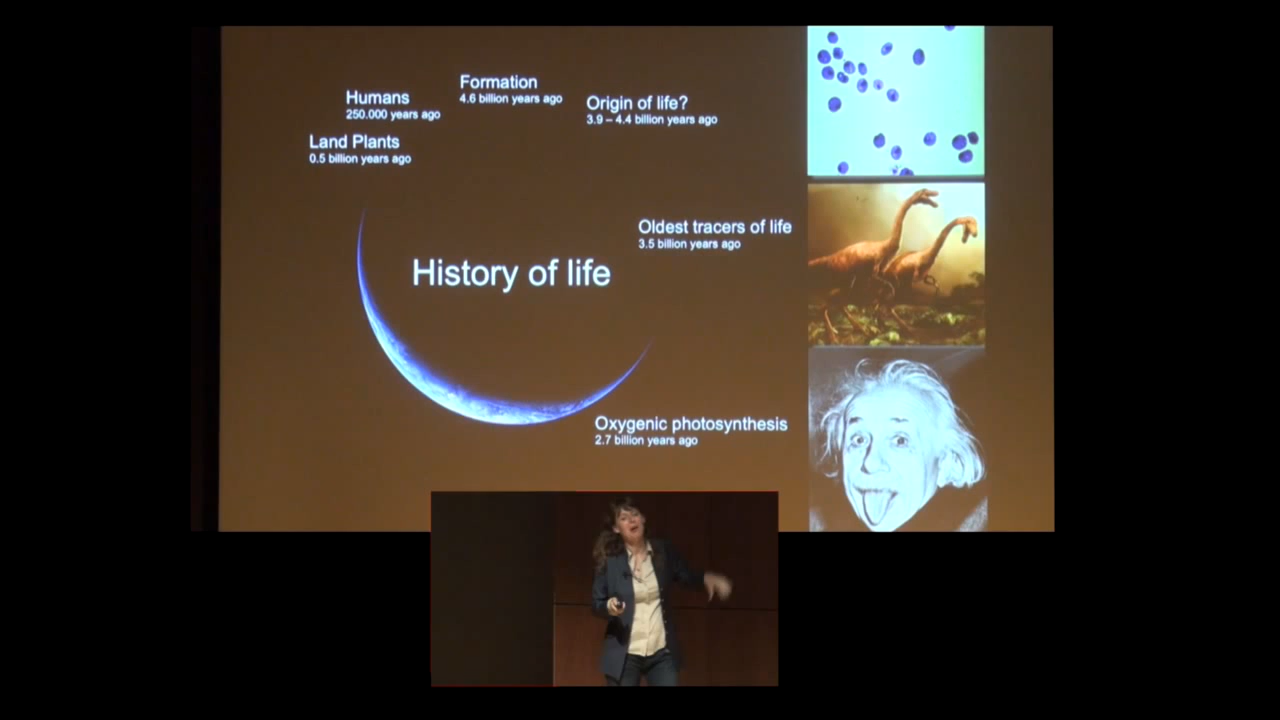 Formation
4.6 billion years ago
Humans
250.000 years ago
Origin of life?
3.9 – 4.4 billion years ago
Land Plants
0.5 billion years ago
Oldest tracers of life
3.5 billion years ago
History of life
Oxygenic photosynthesis
2.7 billion years ago